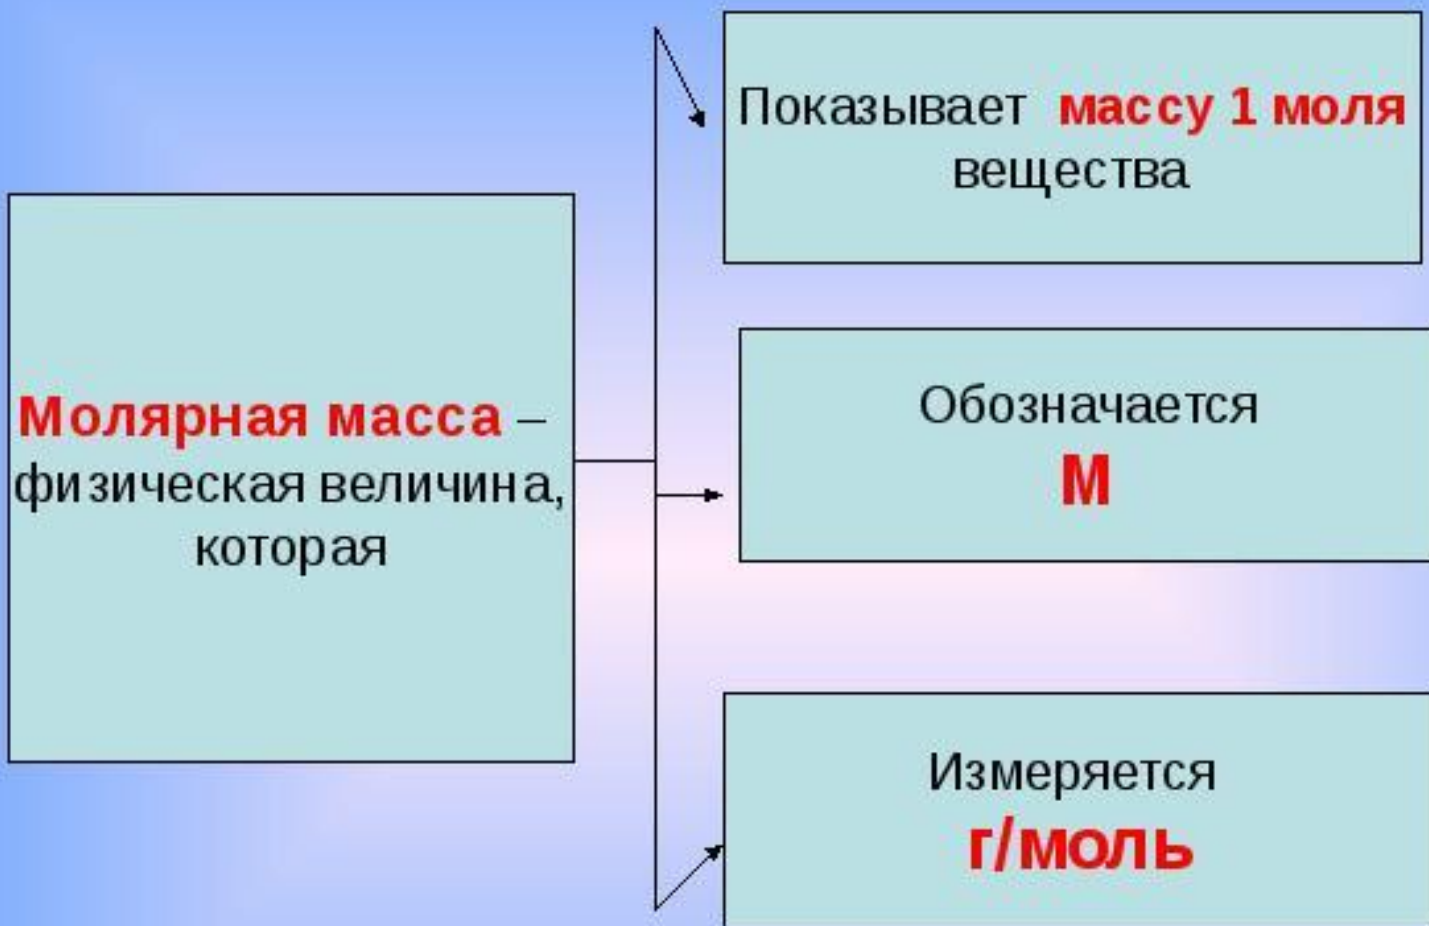 Молярная масса –
физическая величина,
которая
Показывает массу 1 моля
вещества
Обозначается
М
Измеряется
г/моль